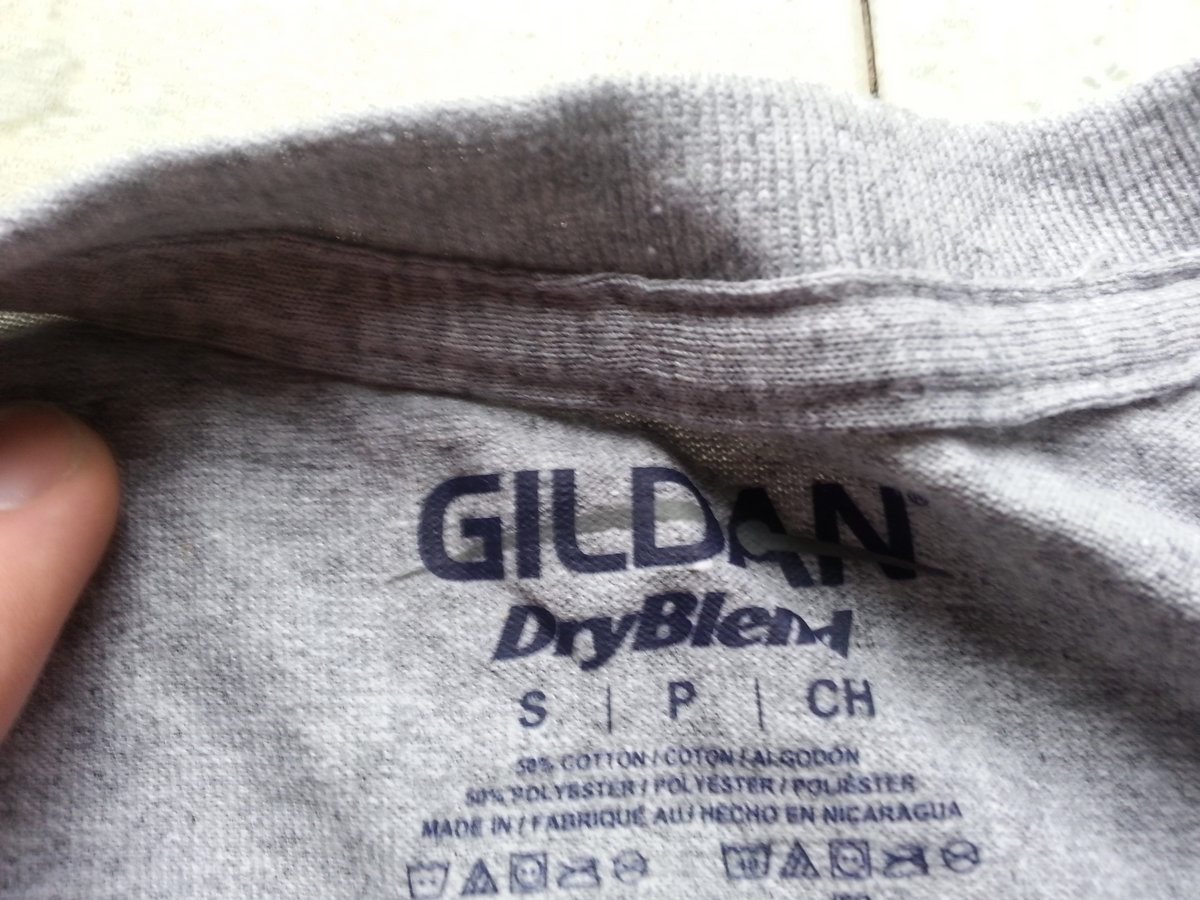 GILDAN®
DryBlend
S | P | CH
50% COTTON / COTON / ALGODÓN
50% POLYESTER / POLYESTER / POLIÉSTER
MADE IN / FABRIQUÉ AU / HECHO EN NICARAGUA